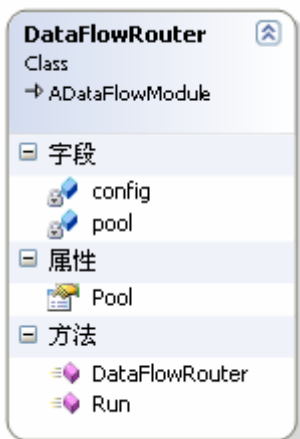 DataFlowRouter
Class
ADataFlowModule
字段
config
pool
属性
Pool
方法
DataFlowRouter
Run